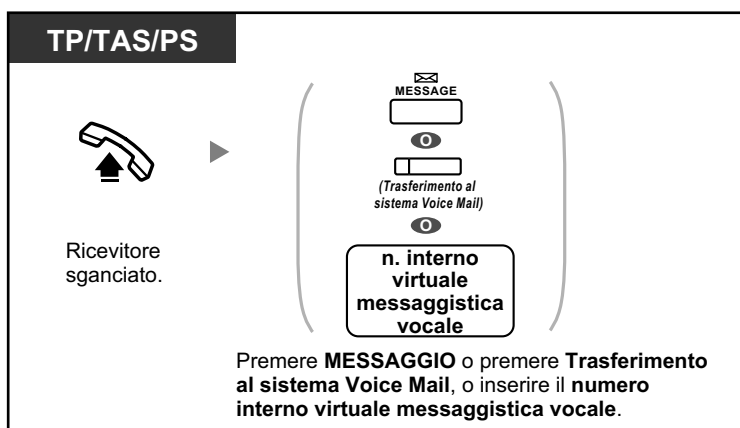 TP/TAS/PS
MESSAGE
O
(Trasferimento al
sistema Voice Mail)
O
n. interno
virtuale
messaggistica
vocale
Ricevitore
sganciato.
Premere MESSAGGIO o premere Trasferimento
al sistema Voice Mail, o inserire il numero
interno virtuale messaggistica vocale.